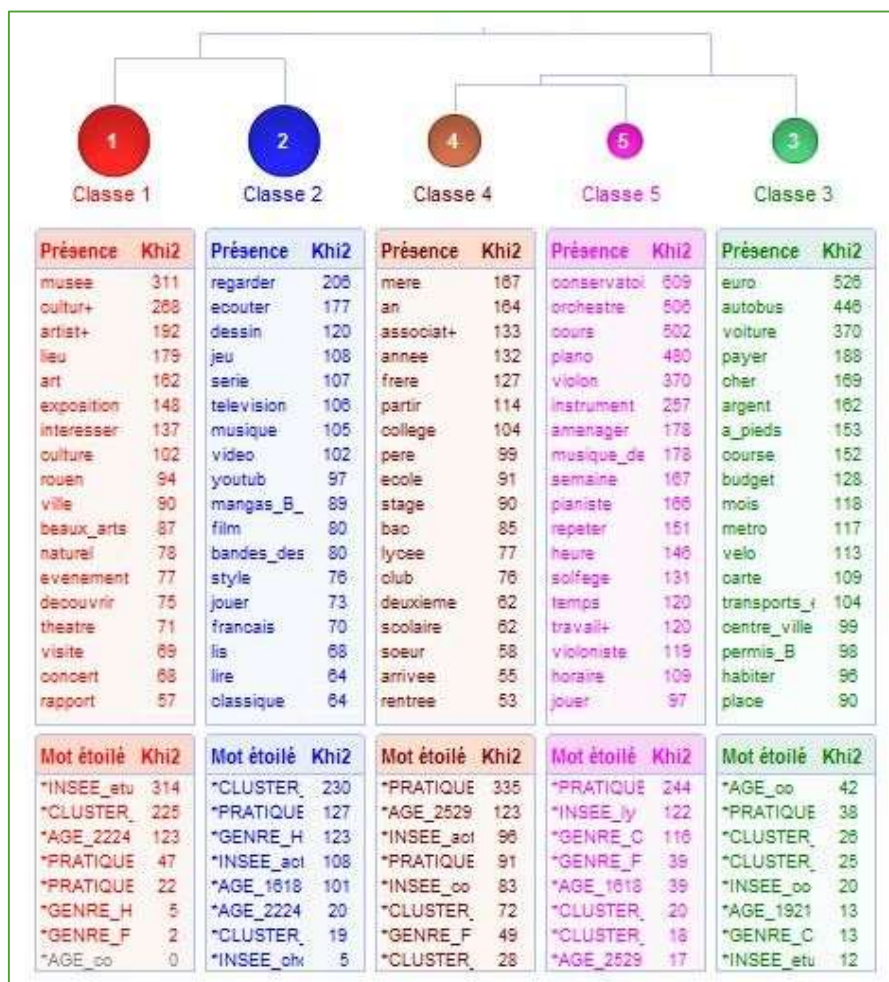 1
Classe 1
2
Classe 2
4
Classe 4
5
Classe 5
3
Classe 3
Présence Khi2
musee 311
cultur+ 268
artist+ 192
lieu 179
art 162
exposition 148
interesser 137
culture 102
rouen 94
ville 90
beaux_arts 87
naturel 78
evenement 77
decouvrir 75
theatre 71
visite 69
concert 68
rapport 57
Présence Khi2
regarder 206
ecouter 177
dessin 120
jeu 108
serie 107
television 106
musique 105
video 102
youtub 97
mangas_B_ 89
film 80
bandes_des 80
style 76
jouer 73
francais 70
lis 68
lire 64
classique 64
Présence Khi2
mere 167
an 164
associat+ 133
annee 132
frere 127
partir 114
college 104
pere 99
ecole 91
stage 90
bac 85
lycee 77
club 76
deuxieme 62
scolaire 62
soeur 58
arrivee 55
rentree 53
Présence Khi2
conservatoi 609
orchestre 506
cours 502
piano 480
violon 370
instrument 257
amenager 178
musique_de 178
semaine 167
pianiste 166
repeter 151
heure 146
solfege 131
temps 120
travail+ 120
violoniste 119
horaire 109
jouer 97
Présence Khi2
euro 526
autobus 446
voiture 370
payer 188
cher 169
argent 162
a_pieds 153
course 152
budget 128
mois 118
metro 117
velo 113
carte 109
transports_ 104
centre_ville 99
permis_B 98
habiter 96
place 90
Mot étoilé Khi2
*INSEE_etu 314
*CLUSTER_ 225
*AGE_2224 123
*PRATIQUE 47
*PRATIQUE 22
*GENRE_H 5
*GENRE_F 2
*AGE_co 0
Mot étoilé Khi2
*CLUSTER_ 230
*PRATIQUE 127
*GENRE_H 123
*INSEE_act 108
*AGE_1618 101
*AGE_2224 20
*CLUSTER_ 19
*INSEE_cho 5
Mot étoilé Khi2
*PRATIQUE 335
*AGE_2529 123
*INSEE_act 96
*PRATIQUE 91
*INSEE_co 83
*CLUSTER_ 72
*GENRE_F 49
*CLUSTER_ 28
Mot étoilé Khi2
*PRATIQUE 244
*INSEE_ly 122
*GENRE_C 116
*GENRE_F 39
*AGE_1618 39
*CLUSTER_ 20
*CLUSTER_ 18
*AGE_2529 17
Mot étoilé Khi2
*AGE_co 42
*PRATIQUE 38
*CLUSTER_ 26
*CLUSTER_ 25
*INSEE_co 20
*AGE_1921 13
*GENRE_C 13
*INSEE_etu 12